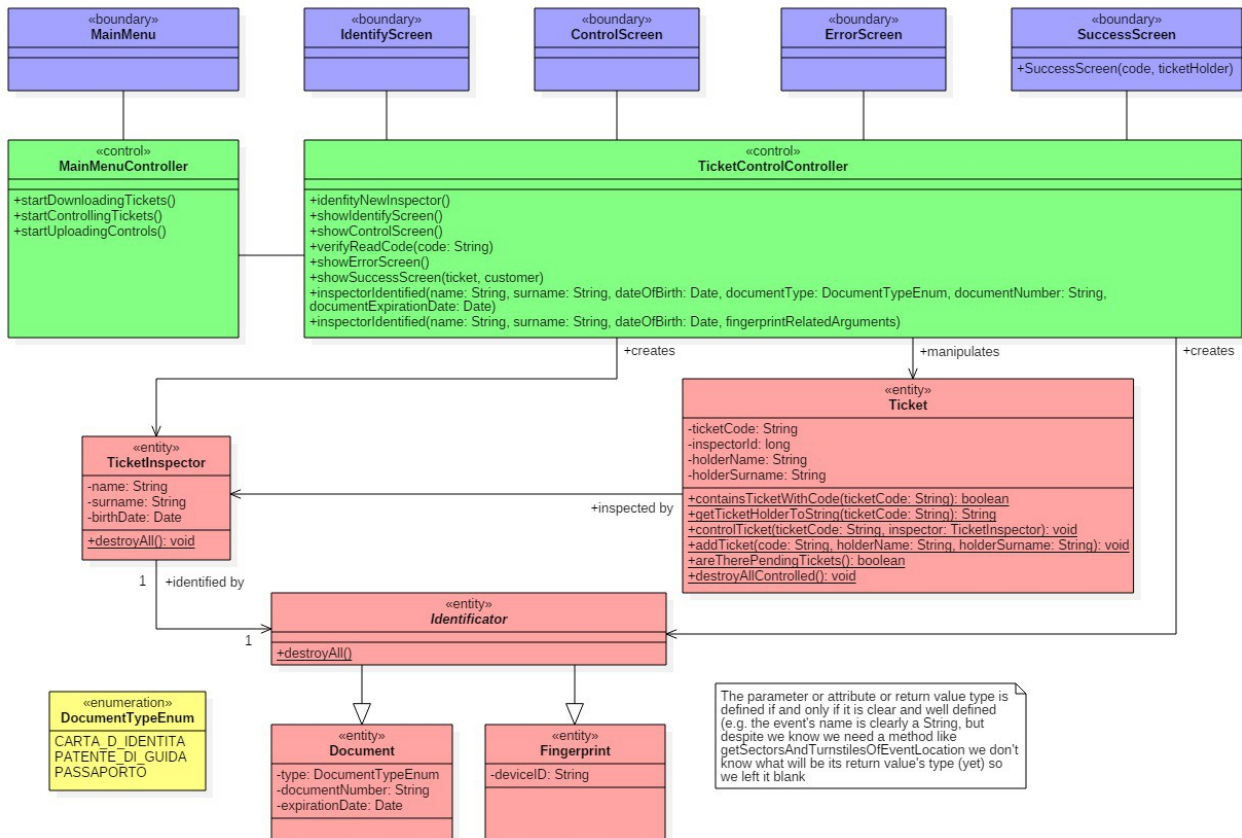 «boundary»
MainMenu
«boundary»
IdentifyScreen
«boundary»
ControlScreen
«boundary»
ErrorScreen
«boundary»
SuccessScreen
+SuccessScreen(code, ticketHolder)
«control»
MainMenuController
+startDownloadingTickets()
+startControllingTickets()
+startUploadingControls()
«control»
TicketControlController
+idenfityNewInspector()
+showIdentifyScreen()
+showControlScreen()
+verifyReadCode(code: String)
+showErrorScreen()
+showSuccessScreen(ticket, customer)
+inspectorIdentified(name: String, surname: String, dateOfBirth: Date, documentType: DocumentTypeEnum, documentNumber: String,
documentExpirationDate: Date)
+inspectorIdentified(name: String, surname: String, dateOfBirth: Date, fingerprintRelatedArguments)
+creates
+manipulates
+creates
«entity»
Ticket
-ticketCode: String
-inspectorId: long
-holderName: String
-holderSurname: String
+containsTicketWithCode(ticketCode: String): boolean
+getTicketHolderToString(ticketCode: String): String
+controlTicket(ticketCode: String, inspector: TicketInspector): void
+addTicket(code: String, holderName: String, holderSurname: String): void
+areTherePendingTickets(): boolean
+destroyAllControlled(): void
«entity»
TicketInspector
-name: String
-surname: String
-birthDate: Date
+destroyAll(): void
+inspected by
1
+identified by
1
«entity»
Identificator
+destroyAll()
«enumeration»
DocumentTypeEnum
CARTA_D_IDENTITA
PATENTE_DI_GUIDA
PASSAPORTO
«entity»
Document
-type: DocumentTypeEnum
-documentNumber: String
-expirationDate: Date
«entity»
Fingerprint
-deviceID: String
The parameter or attribute or return value type is
defined if and only if it is clear and well defined
(e.g. the event's name is clearly a String, but
despite we know we need a method like
getSectorsAndTurnstilesOfEventLocation we don't
know what will be its return value's type (yet) so
we left it blank